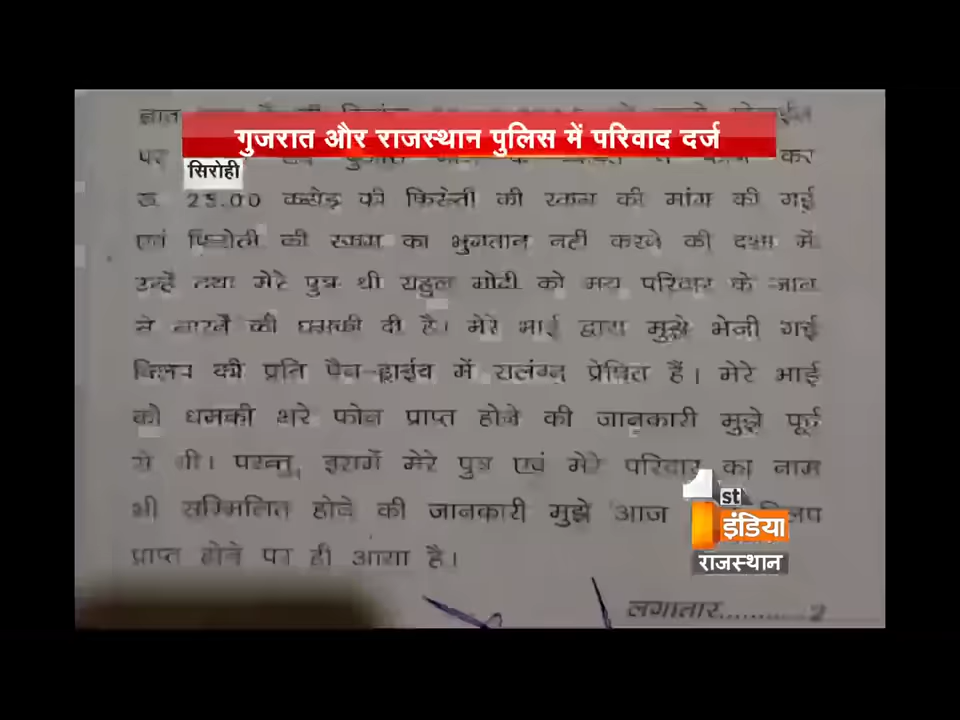 ज्ञात
गुजरात और राजस्थान पुलिस में परिवाद दर्ज
पर कर
सिरोही
रू 25.00 करोड़ की फिरोती की रकम की मांग की गई
एवं फिरोती की रकम का भुगतान नहीं करने की दशा में
उन्हें तथा मेरे पुत्र श्री राहुल मोदी को मय परिवार के जान
से मारने की धमकी दी है। मेरे भाई द्वारा मुझे भेजी गई
क्लिप की प्रति पैन-ड्राईव में संलग्न प्रेषित हैं। मेरे भाई
को धमकी भरे फोन प्राप्त होने की जानकारी मुझे पूर्व
से थी। परन्तु इसमें मेरे पुत्र एवं मेरे परिवार का नाम
भी सम्मिलित होने की जानकारी मुझे आज क्लिप
प्राप्त होने पर ही आया है।
1st
इंडिया
राजस्थान
लगातार..........2